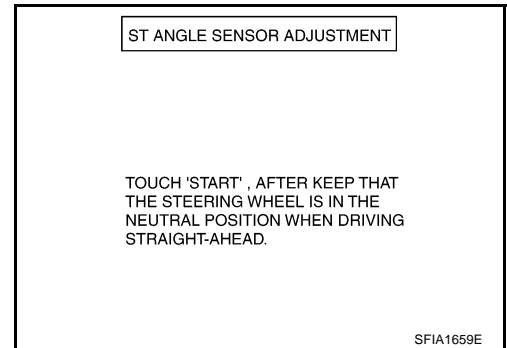 ST ANGLE SENSOR ADJUSTMENT
TOUCH 'START' , AFTER KEEP THAT
THE STEERING WHEEL IS IN THE
NEUTRAL POSITION WHEN DRIVING
STRAIGHT-AHEAD.
SFIA1659E